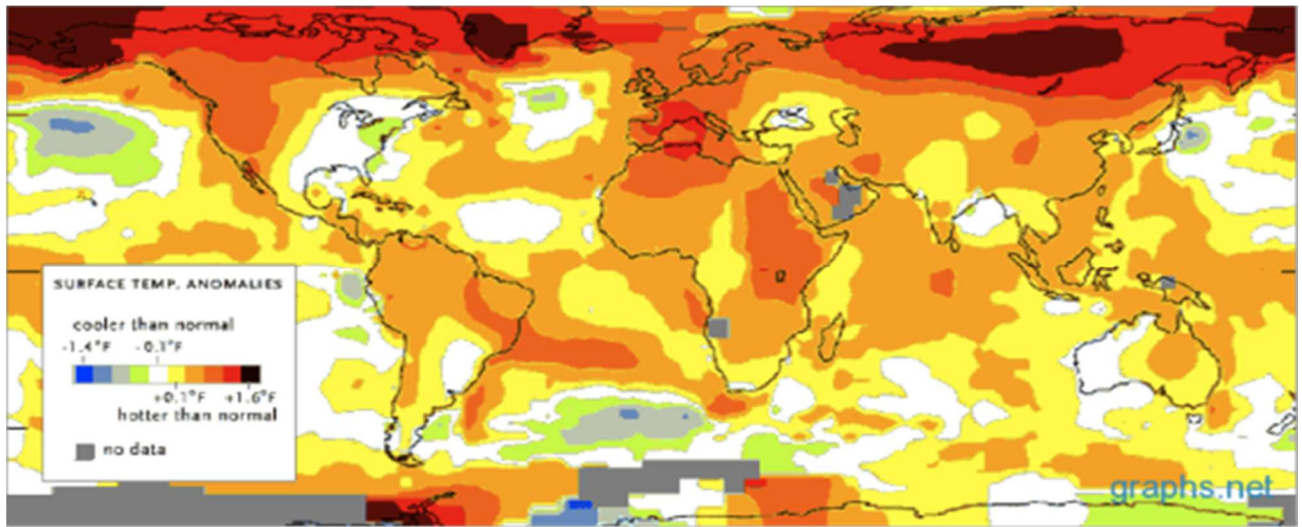 SURFACE TEMP. ANOMALIES
cooler than normal
-1.4°F -0.1°F
+0.1°F +1.6°F
hotter than normal
no data
graphs.net